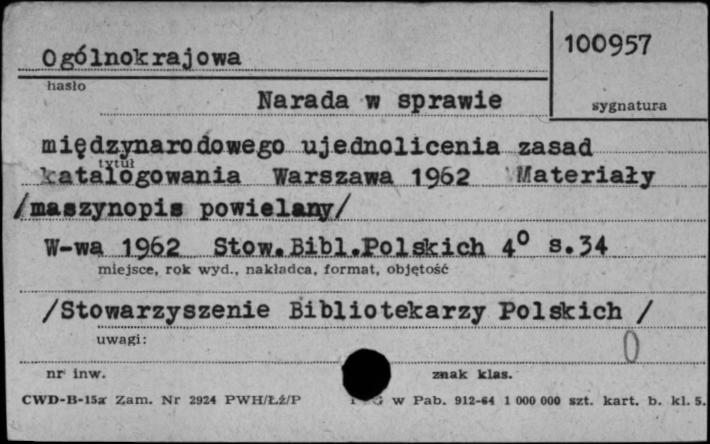 Ogólnokrajowa
100957
hasło
Narada w sprawie
sygnatura
międzynarodowego ujednolicenia zasad
tytuł
katalogowania Warszawa 1962 Materiały
/maszynopis powielany/
W-wa 1962 Stow.Bibl.Polskich 4° s.34
miejsce, rok wyd., nakładca, format, objętość
/Stowarzyszenie Bibliotekarzy Polskich /
uwagi:
0
nr inw.
znak klas.
CWD-B-15a Zam. Nr 2924 PWH/Łź/P
G w Pab. 912-64 1 000 000 szt. kart. b. kl. 5.